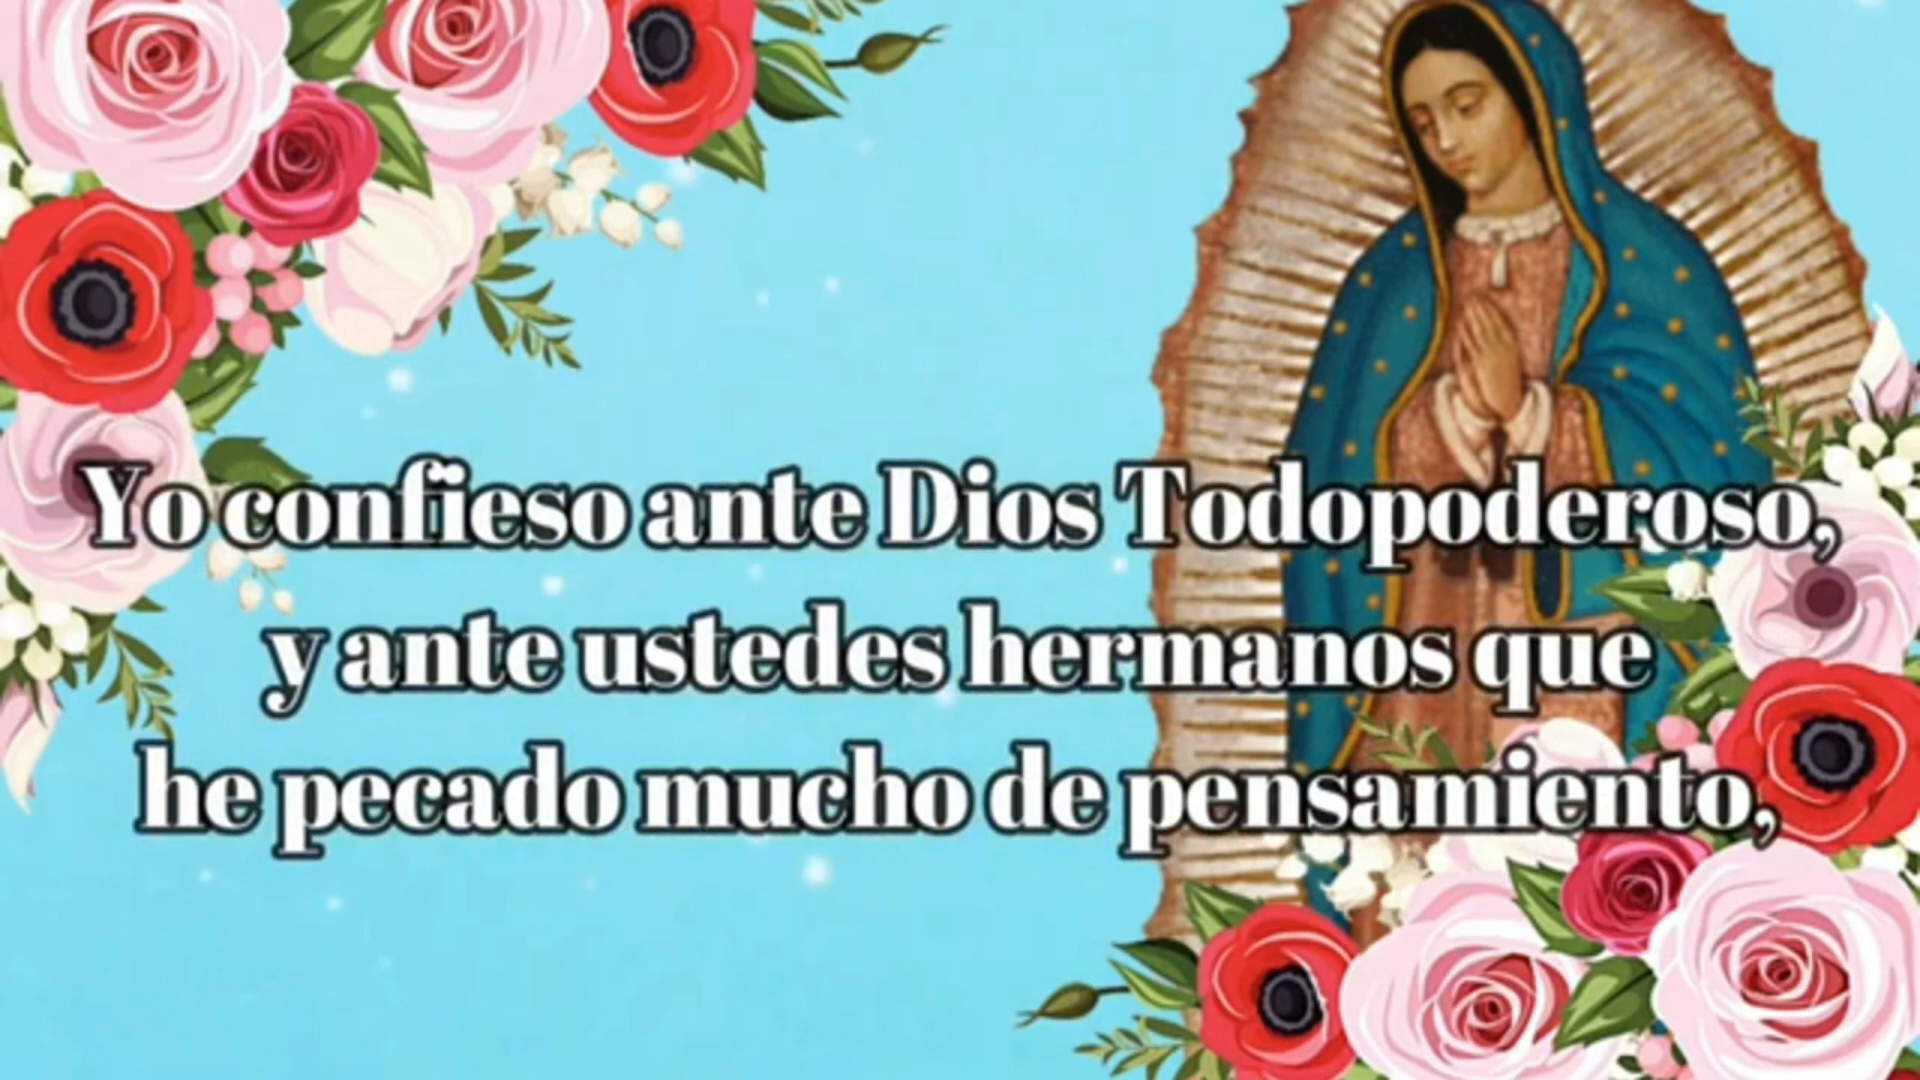 Yo confieso ante Dios Todopoderoso,
y ante ustedes hermanos que
he pecado mucho de pensamiento,